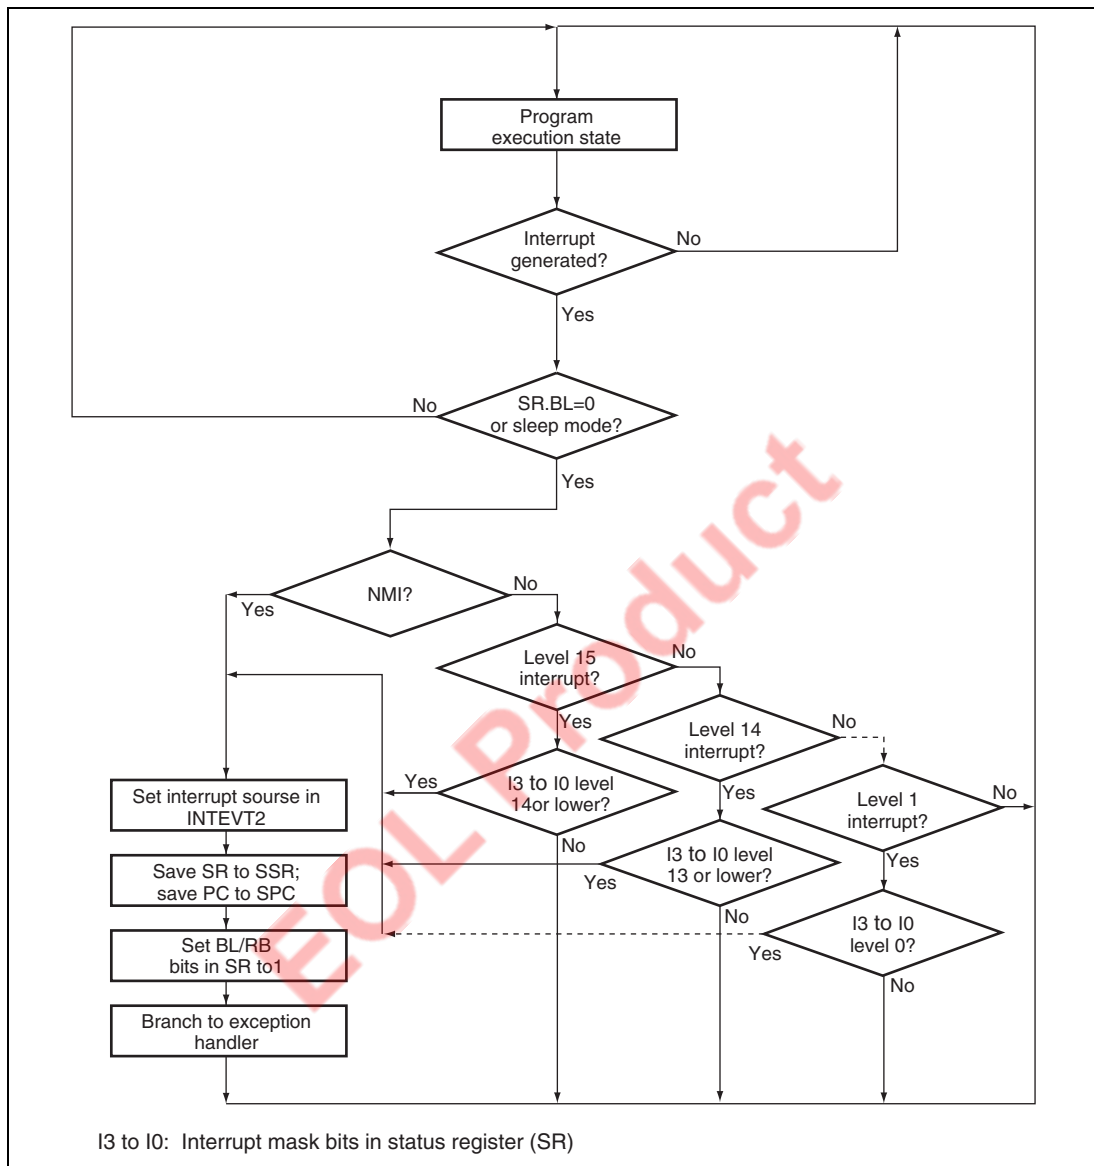 Program
execution state
Interrupt
generated?
No
Yes
SR.BL=0
or sleep mode?
No
Yes
NMI?
Yes
No
Level 15
interrupt?
No
Yes
Level 14
interrupt?
No
I3 to I0 level
14or lower?
Yes
No
Yes
Level 1
interrupt?
No
Yes
Set interrupt sourse in
INTEVT2
I3 to I0 level
13 or lower?
Yes
No
Save SR to SSR;
save PC to SPC
I3 to I0
level 0?
Yes
No
Set BL/RB
bits in SR to1
Branch to exception
handler
EOL Product
I3 to I0: Interrupt mask bits in status register (SR)